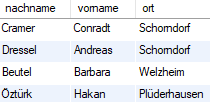 nachname vorname ort
Cramer Conradt Schorndorf
Dressel Andreas Schorndorf
Beutel Barbara Welzheim
Öztürk Hakan Plüderhausen